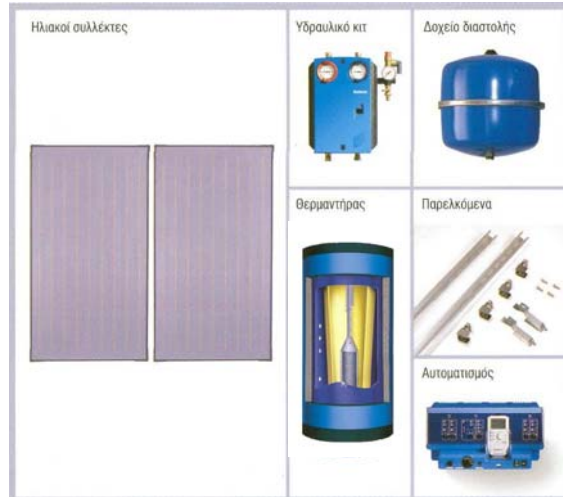 Ηλιακοί συλλέκτες
Υδραυλικό κιτ
Δοχείο διαστολής
Θερμαντήρας
Παρελκόμενα
Αυτοματισμός